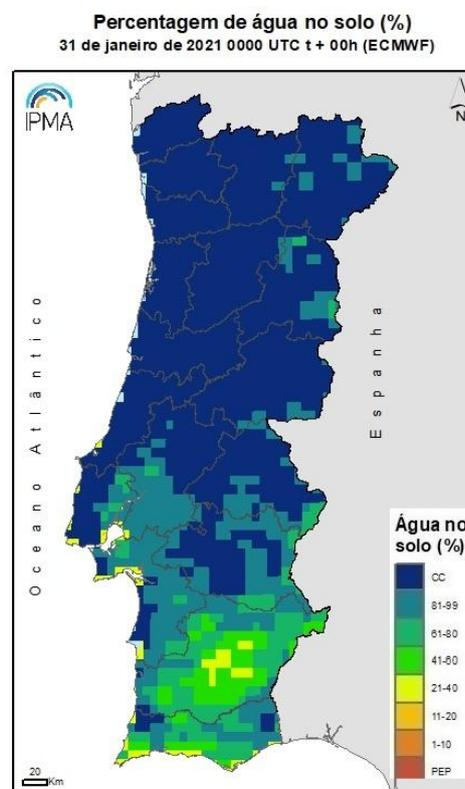 Percentagem de água no solo (%)
31 de janeiro de 2021 0000 UTC t + 00h (ECMWF)
IPMA
N
Oceano Atlântico
Espanha
Água no
solo (%)
CC
81-99
61-80
41-60
21-40
11-20
1-10
PEP
20
Km